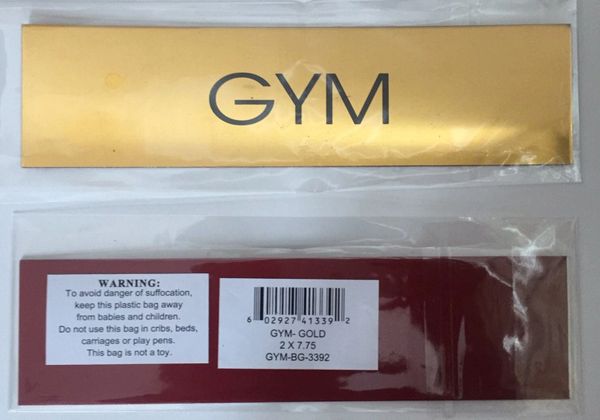 GYM
WARNING:
To avoid danger of suffocation,
keep this plastic bag away
from babies and children.
Do not use this bag in cribs, beds,
carriages or play pens.
This bag is not a toy.
6 02927 41339 2
GYM- GOLD
2 X 7.75
GYM-BG-3392